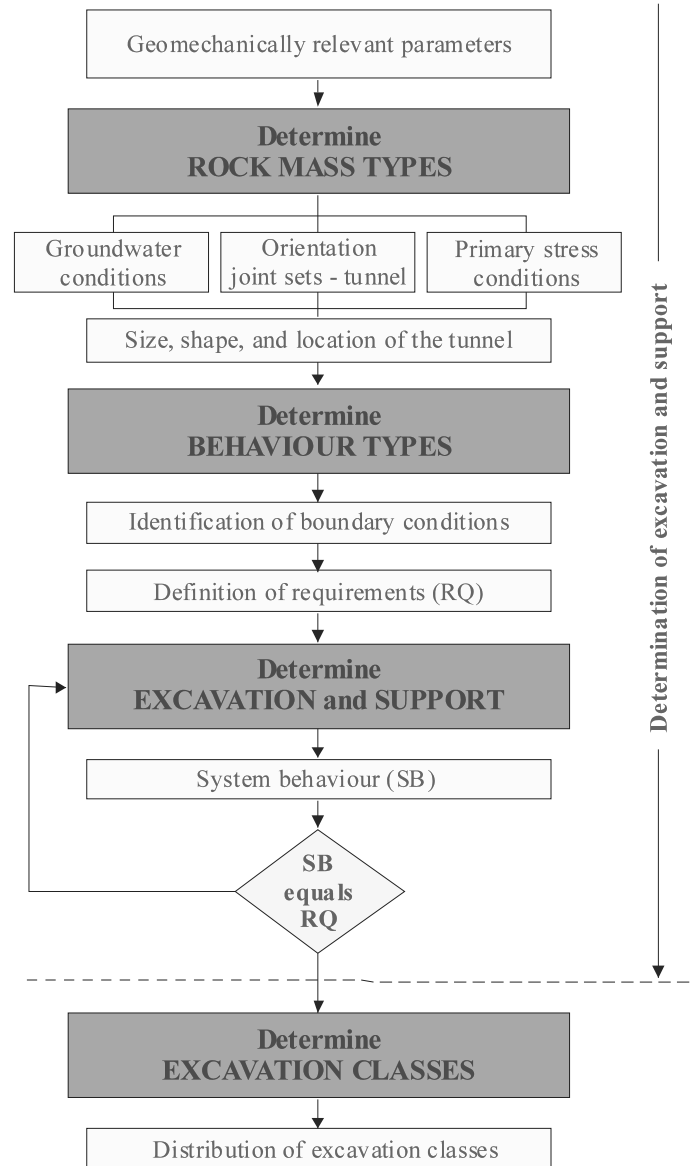 Geomechanically relevant parameters
Determine
ROCK MASS TYPES
Groundwater
conditions
Orientation
joint sets - tunnel
Primary stress
conditions
Size, shape, and location of the tunnel
Determine
BEHAVIOUR TYPES
Identification of boundary conditions
Definition of requirements (RQ)
Determine
EXCAVATION and SUPPORT
System behaviour (SB)
SB
equals
RQ
Determine
EXCAVATION CLASSES
Distribution of excavation classes
Determination of excavation and support